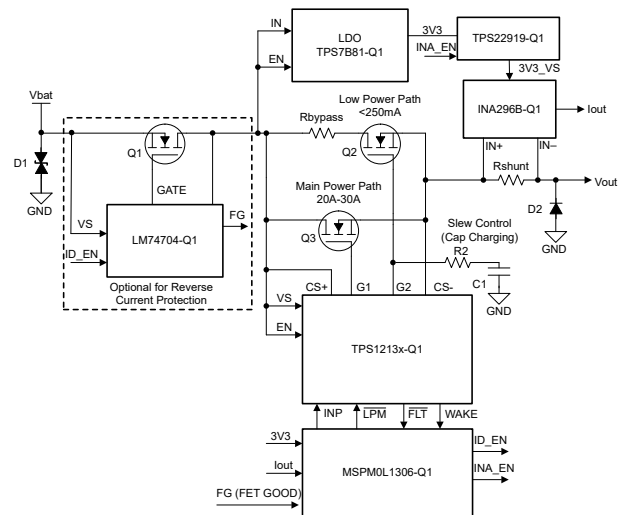 IN
LDO
TPS7B81-Q1
EN
3V3
INA_EN
TPS22919-Q1
3V3_VS
INA296B-Q1
Iout
IN+
IN–
Vbat
Low Power Path
<250mA
Rbypass
Q1
Q2
D1
GND
Rshunt
Vout
GATE
Main Power Path
20A-30A
Slew Control
(Cap Charging)
D2
GND
VS
FG
LM74704-Q1
ID_EN
Q3
R2
C1
GND
Optional for Reverse
Current Protection
CS+
G1
G2
CS-
VS
EN
TPS1213x-Q1
INP
LPM
FLT
WAKE
3V3
Iout
FG (FET GOOD)
MSPM0L1306-Q1
ID_EN
INA_EN